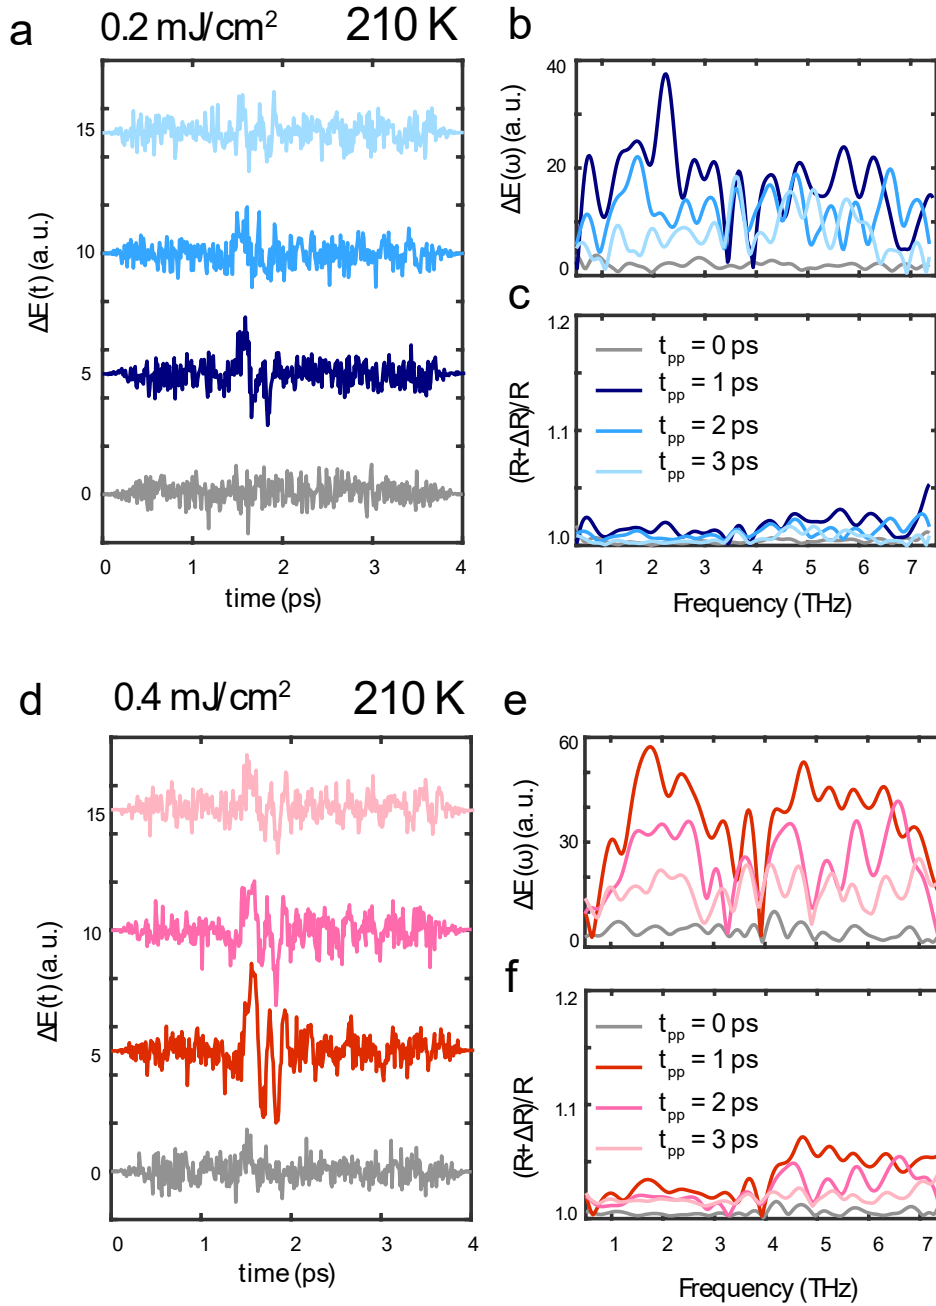 a
0.2 mJ/cm²
210 K
ΔE(t) (a. u.)
15
10
5
0
0 1 2 3 4
time (ps)
b
ΔE(ω) (a. u.)
40
20
0
c
(R+ΔR)/R
1.2
1.1
1.0
t_pp = 0 ps
t_pp = 1 ps
t_pp = 2 ps
t_pp = 3 ps
1 2 3 4 5 6 7
Frequency (THz)
d
0.4 mJ/cm²
210 K
ΔE(t) (a. u.)
15
10
5
0
0 1 2 3 4
time (ps)
e
ΔE(ω) (a. u.)
60
30
0
f
(R+ΔR)/R
1.2
1.1
1.0
t_pp = 0 ps
t_pp = 1 ps
t_pp = 2 ps
t_pp = 3 ps
1 2 3 4 5 6 7
Frequency (THz)